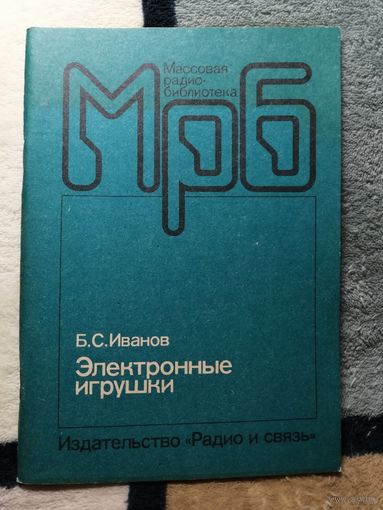 Массовая
радио-
библиотека
Мрб
Б.С.Иванов
Электронные
игрушки
Издательство «Радио и связь»